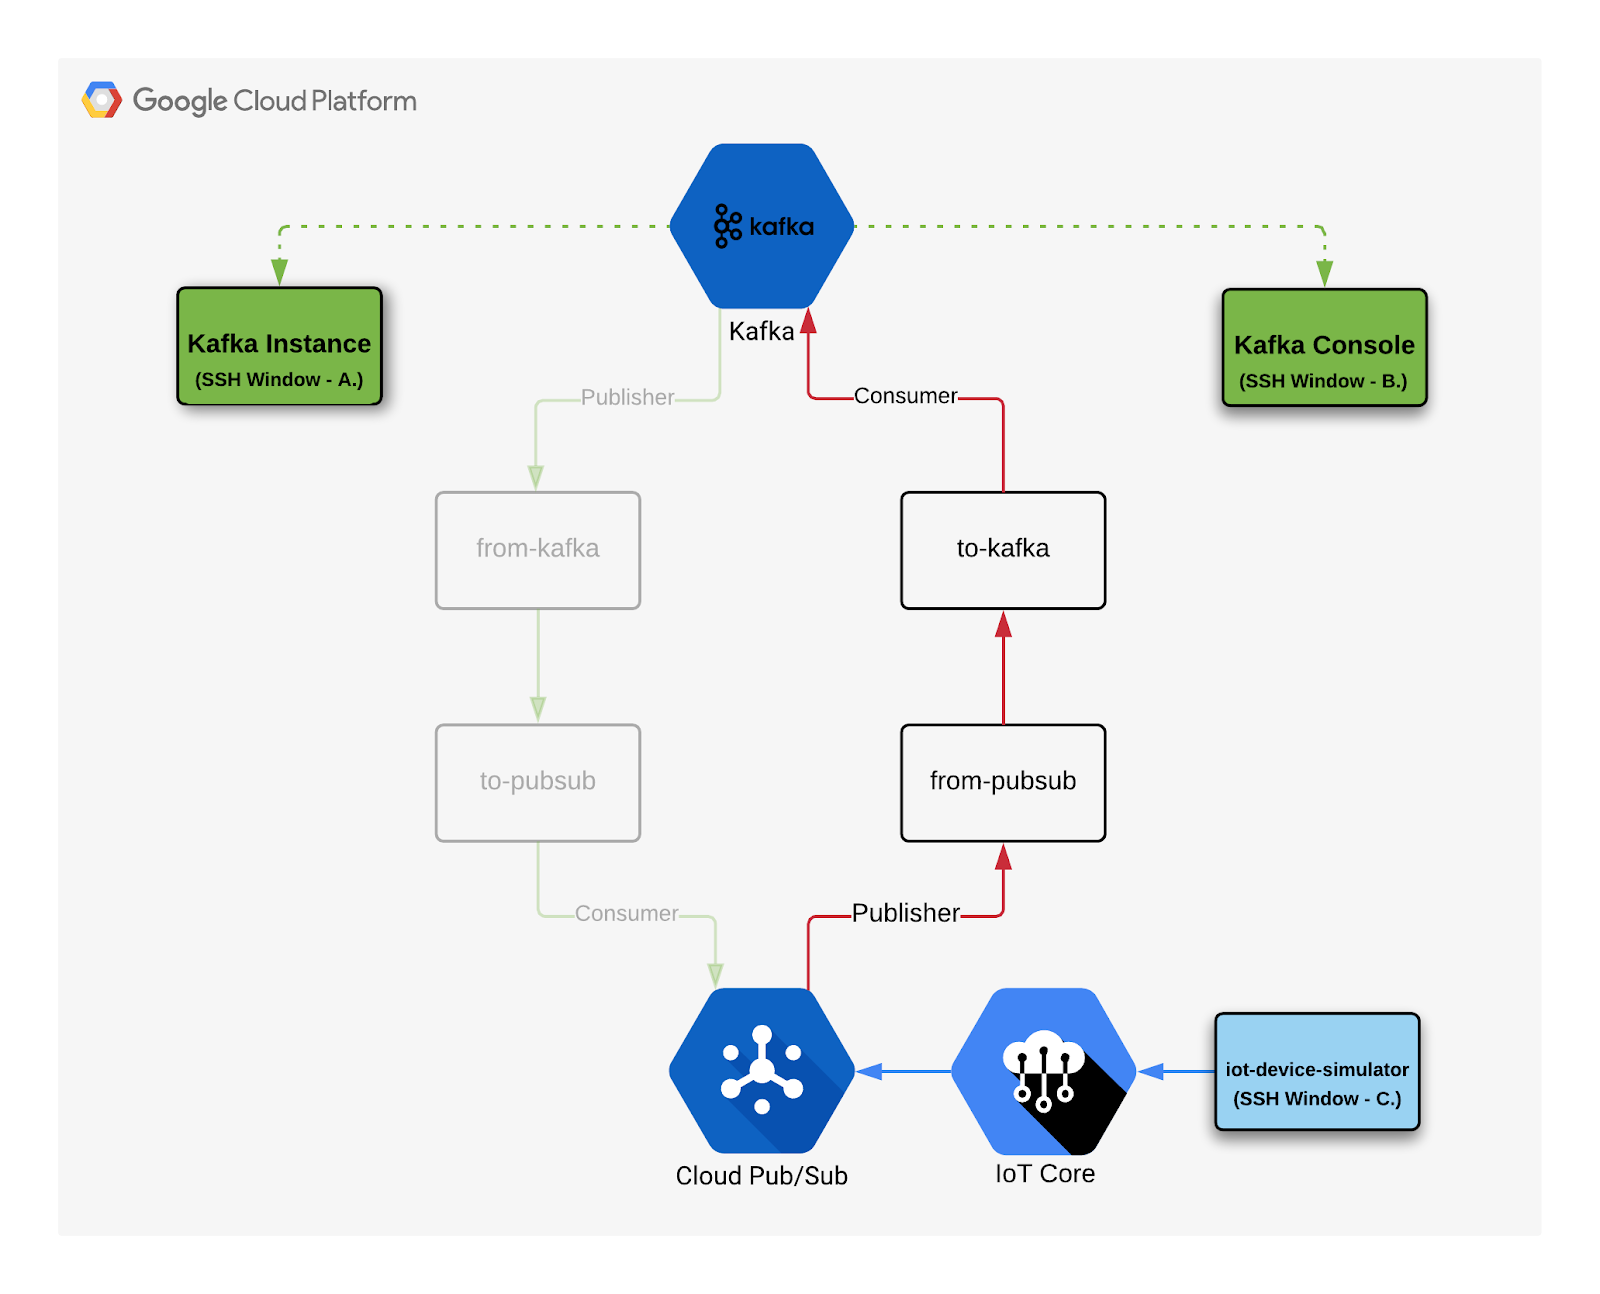 Google Cloud Platform
kafka
Kafka
Kafka Instance
(SSH Window - A.)
Kafka Console
(SSH Window - B.)
Publisher
Consumer
from-kafka
to-kafka
to-pubsub
from-pubsub
Consumer
Publisher
iot-device-simulator
(SSH Window - C.)
Cloud Pub/Sub
IoT Core